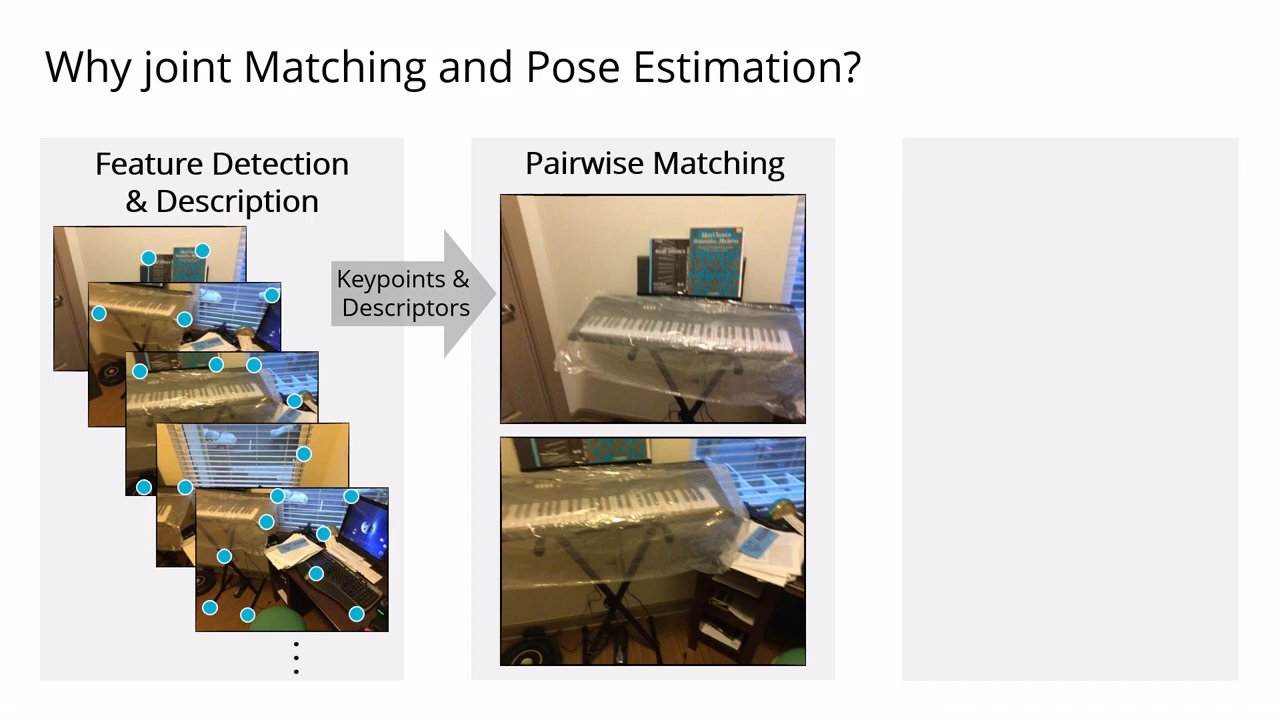 Why joint Matching and Pose Estimation?
Feature Detection
& Description
Keypoints &
Descriptors
Pairwise Matching